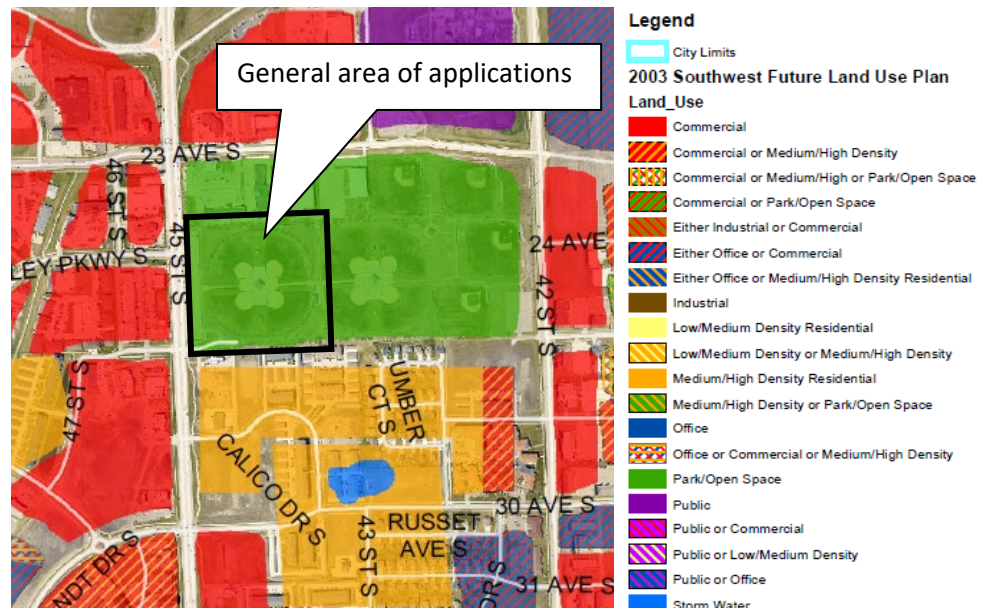 General area of applications
23 AVE S
46 ST S
45 ST S
LEY PKWY S
24 AVE
42 ST S
47 ST S
UMBER
CT S
CALICO DR S
30 AVE S
43 ST S
RUSSET
AVE S
31 AVE S
NDT DR S
DR S
Legend
City Limits
2003 Southwest Future Land Use Plan
Land_Use
Commercial
Commercial or Medium/High Density
Commercial or Medium/High or Park/Open Space
Commercial or Park/Open Space
Either Industrial or Commercial
Either Office or Commercial
Either Office or Medium/High Density Residential
Industrial
Low/Medium Density Residential
Low/Medium Density or Medium/High Density
Medium/High Density Residential
Medium/High Density or Park/Open Space
Office
Office or Commercial or Medium/High Density
Park/Open Space
Public
Public or Commercial
Public or Low/Medium Density
Public or Office
Storm Water